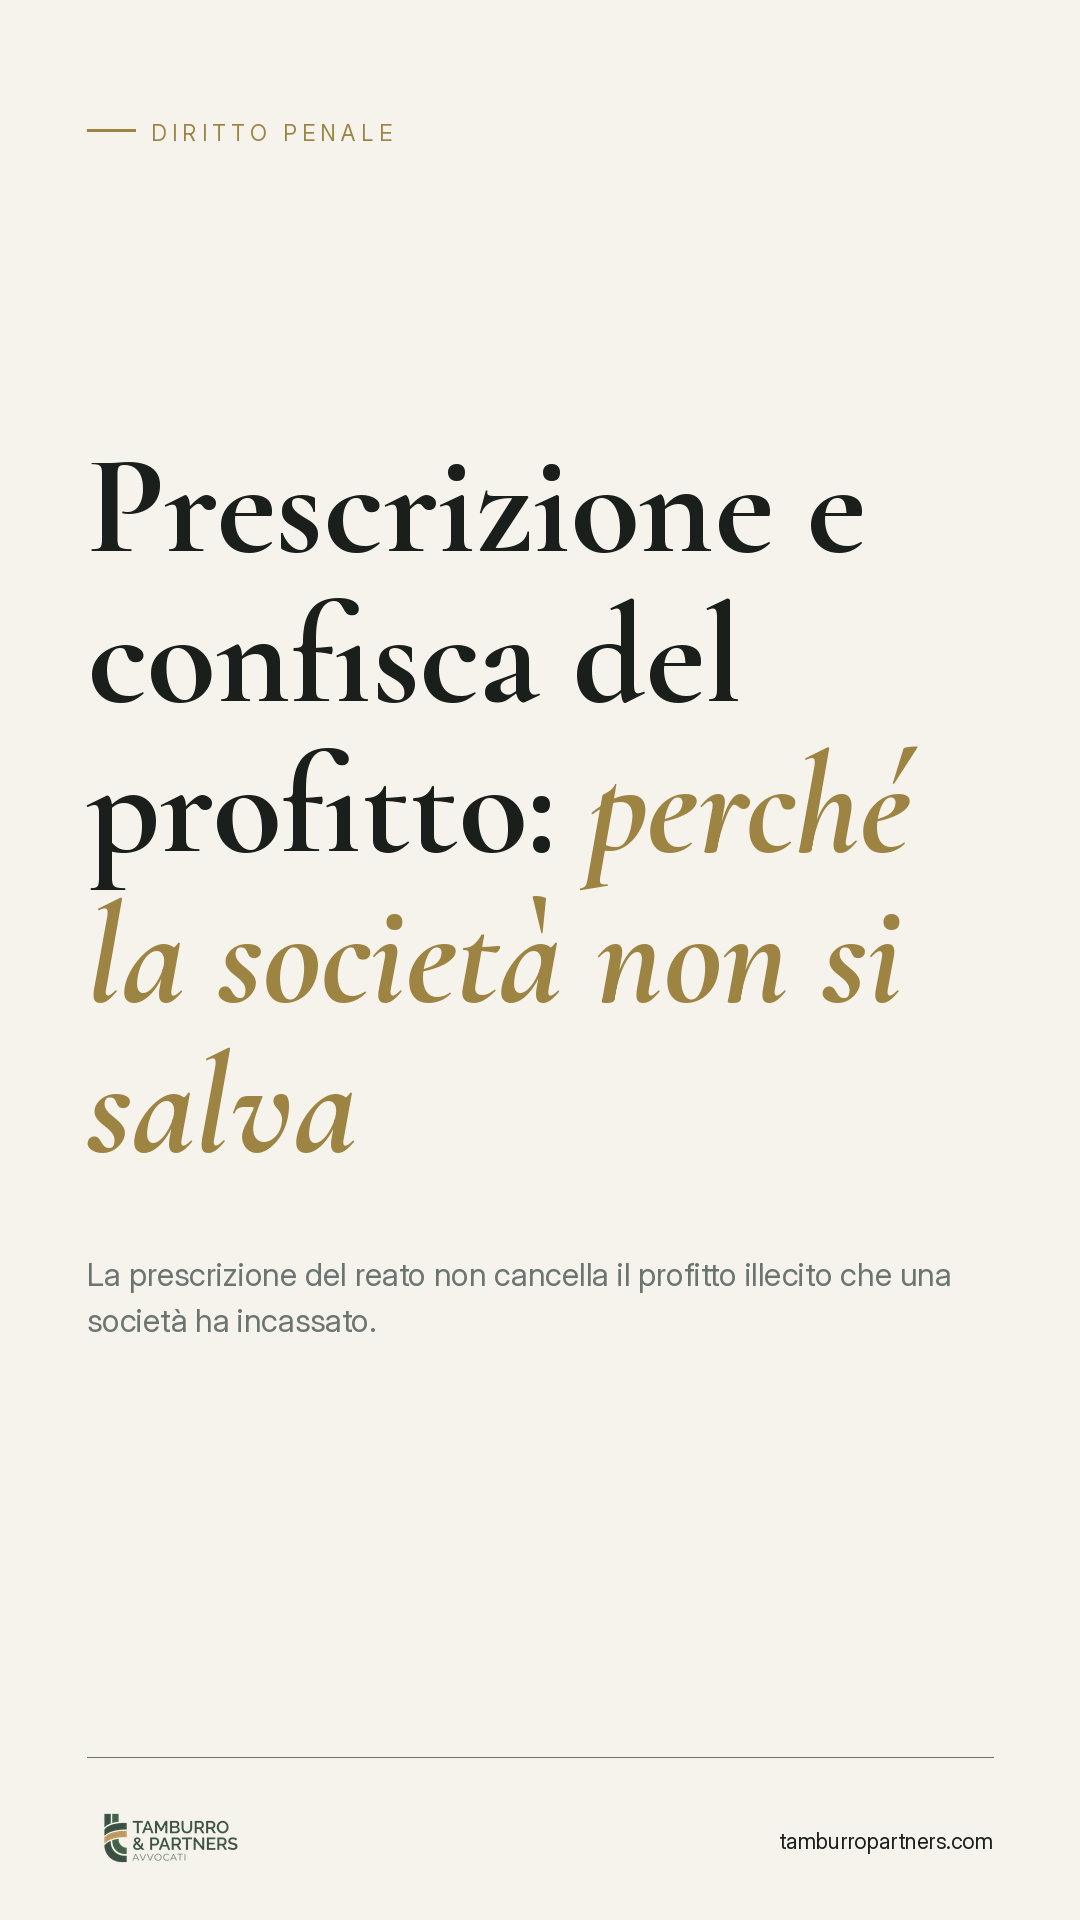 DIRITTO PENALE
Prescrizione e
confisca del
profitto: perché
la società non si
salva
La prescrizione del reato non cancella il profitto illecito che una
società ha incassato.
TAMBURRO
& PARTNERS
AVVOCATI
tamburropartners.com